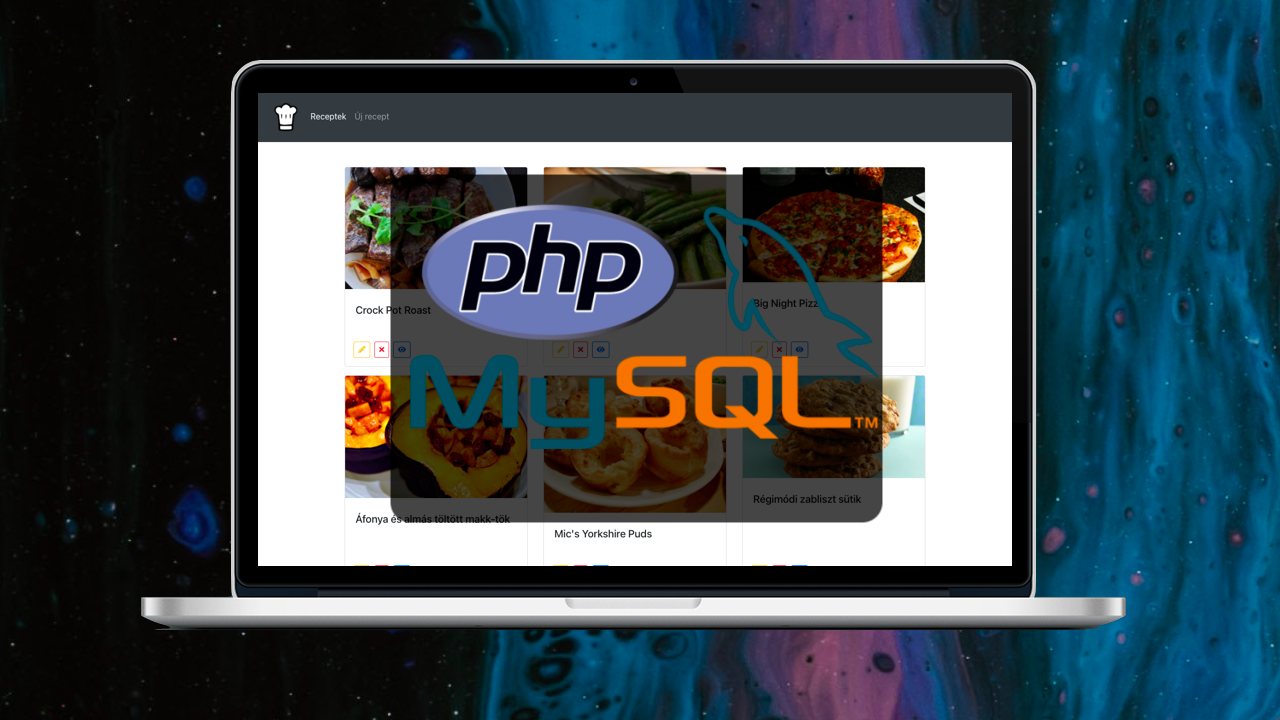 Receptek Új recept
php
MySQL™
Crock Pot Roast
Big Night Pizz
Áfonya és almás töltött makk-tök
Mic's Yorkshire Puds
Régimódi zabliszt sütik